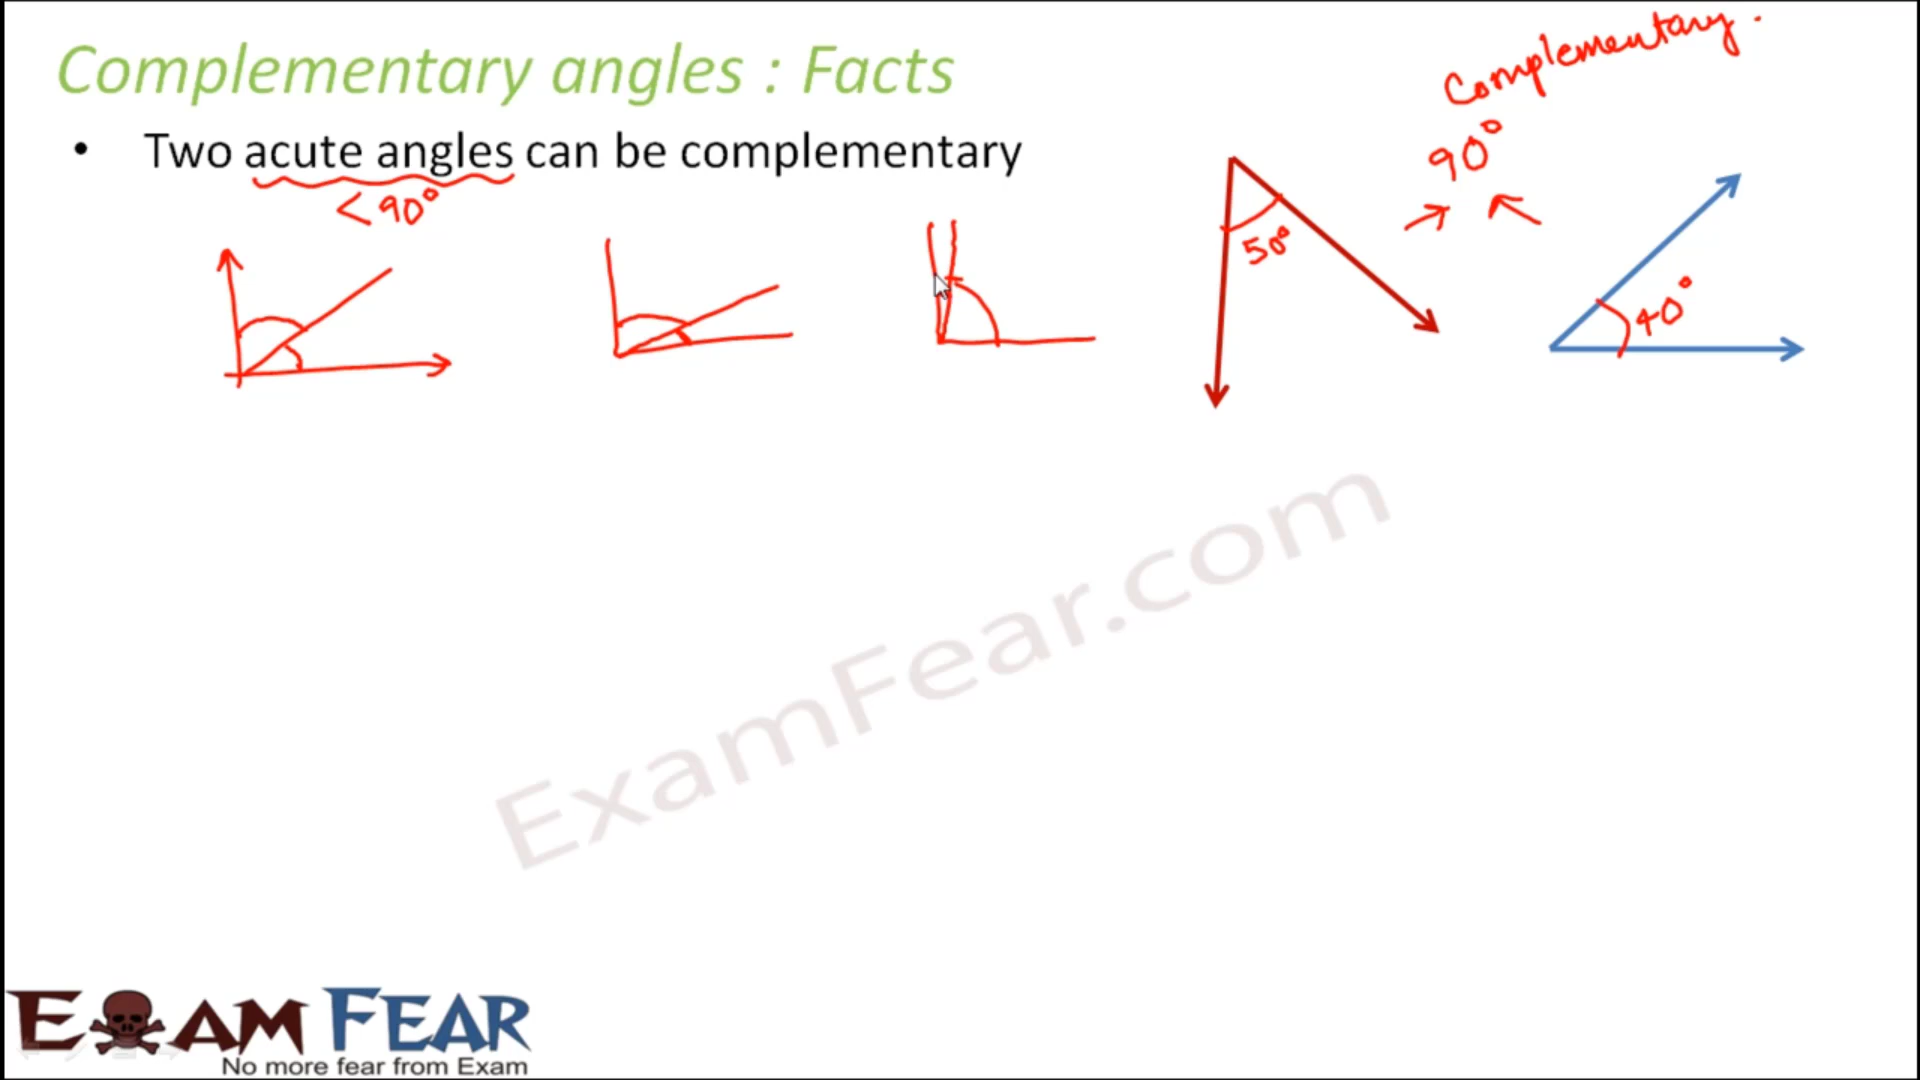 Complementary angles : Facts
• Two acute angles can be complementary
< 90°
Complementary.
90°
50°
40°
ExamFear.com
EXAM FEAR
No more fear from Exam